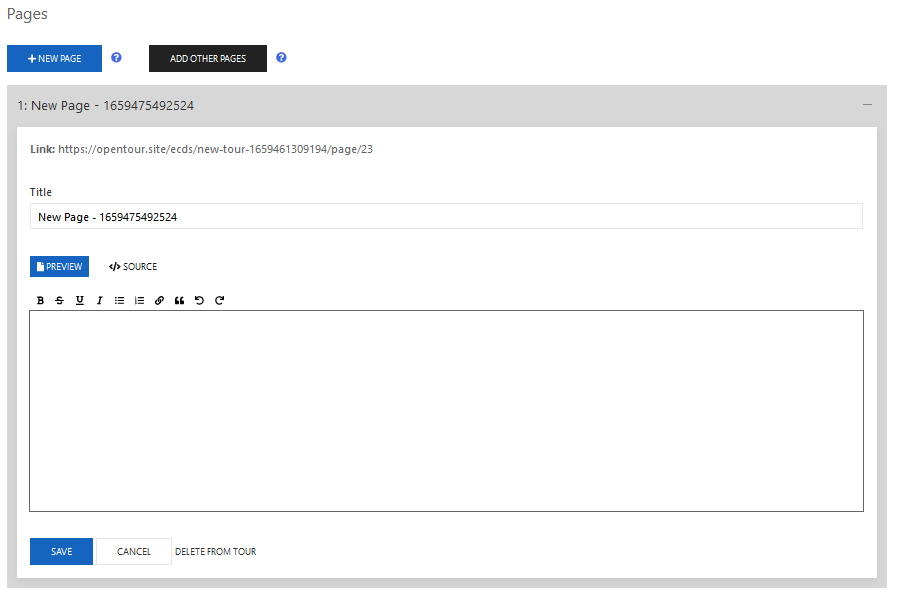 Pages
NEW PAGE ? ADD OTHER PAGES ?
1: New Page - 1659475492524
Link: https://opentour.site/ecds/new-tour-1659461309194/page/23
Title
New Page - 1659475492524
PREVIEW </> SOURCE
B S U I
SAVE CANCEL DELETE FROM TOUR